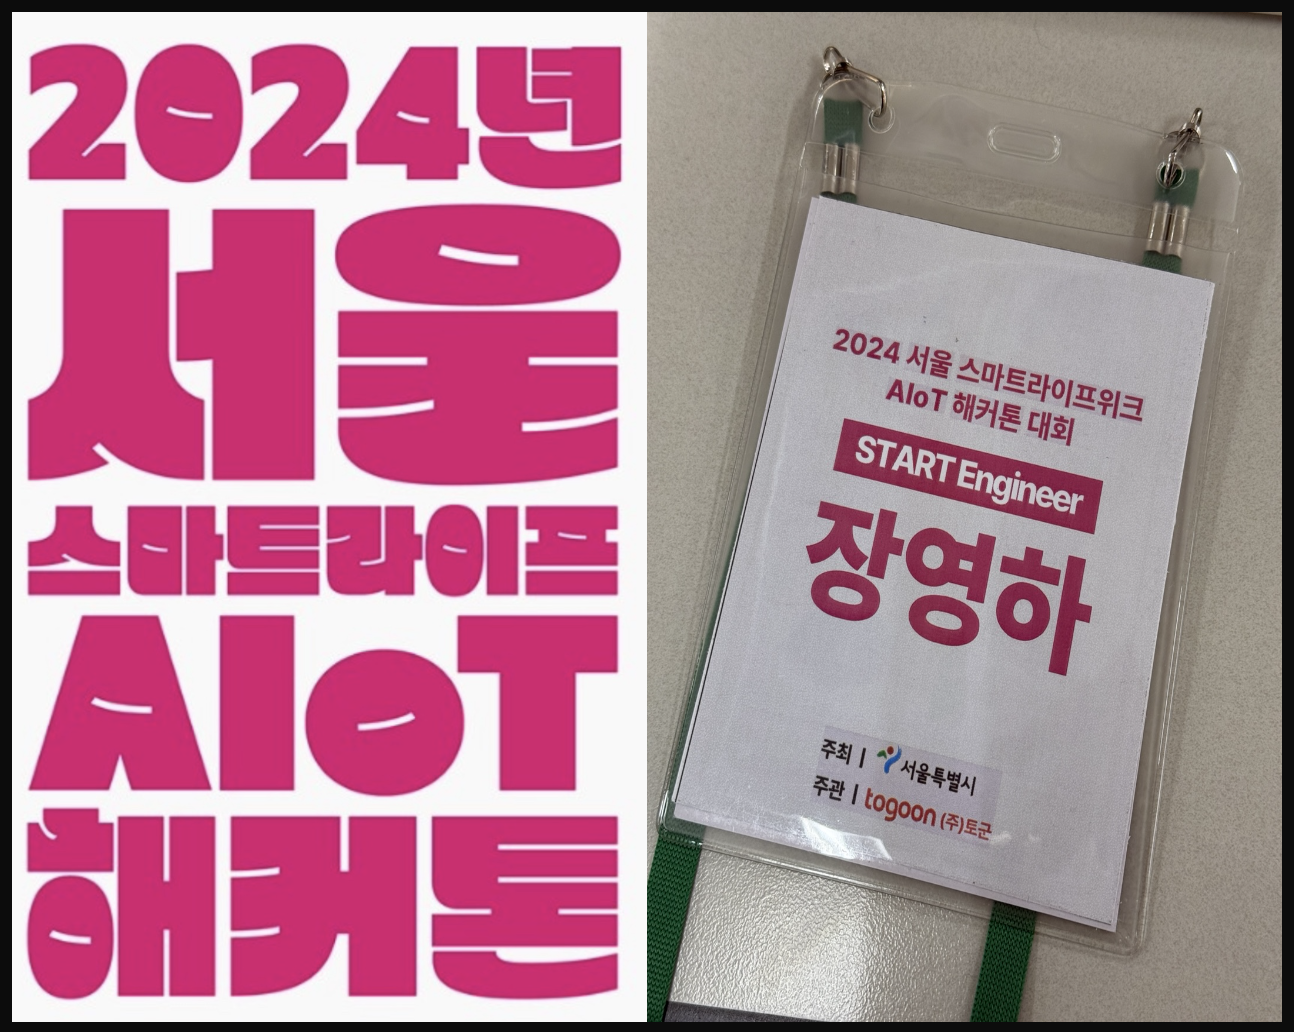 2024년
서울
스마트라이프
AIoT
해커톤
2024 서울 스마트라이프위크
AIoT 해커톤 대회
START Engineer
장영하
주최 | 서울특별시
주관 | togoon (주)토군